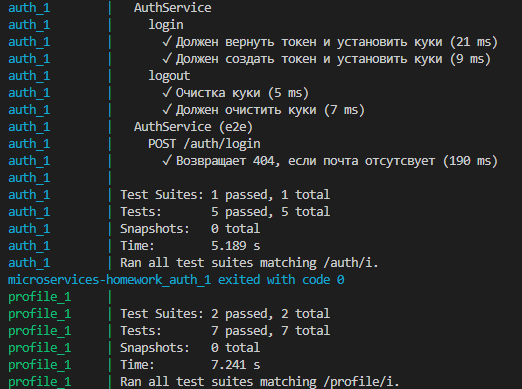 auth_1 | AuthService
auth_1 | login
auth_1 | ✓ Должен вернуть токен и установить куки (21 ms)
auth_1 | ✓ Должен создать токен и установить куки (9 ms)
auth_1 | logout
auth_1 | ✓ Очистка куки (5 ms)
auth_1 | ✓ Должен очистить куки (7 ms)
auth_1 | AuthService (e2e)
auth_1 | POST /auth/login
auth_1 | ✓ Возвращает 404, если почта отсутсвует (190 ms)
auth_1 |
auth_1 | Test Suites: 1 passed, 1 total
auth_1 | Tests: 5 passed, 5 total
auth_1 | Snapshots: 0 total
auth_1 | Time: 5.189 s
auth_1 | Ran all test suites matching /auth/i.
microservices-homework_auth_1 exited with code 0
profile_1 |
profile_1 | Test Suites: 2 passed, 2 total
profile_1 | Tests: 7 passed, 7 total
profile_1 | Snapshots: 0 total
profile_1 | Time: 7.241 s
profile_1 | Ran all test suites matching /profile/i.